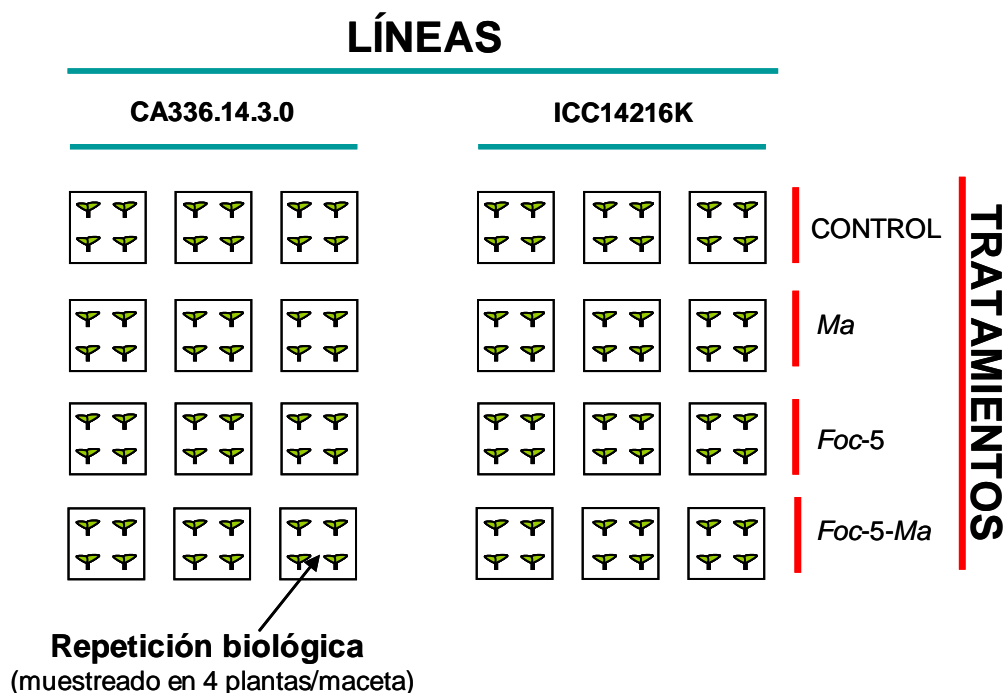 LÍNEAS
CA336.14.3.0
ICC14216K
CONTROL
Ma
Foc-5
Foc-5-Ma
TRATAMIENTOS
Repetición biológica
(muestreado en 4 plantas/maceta)